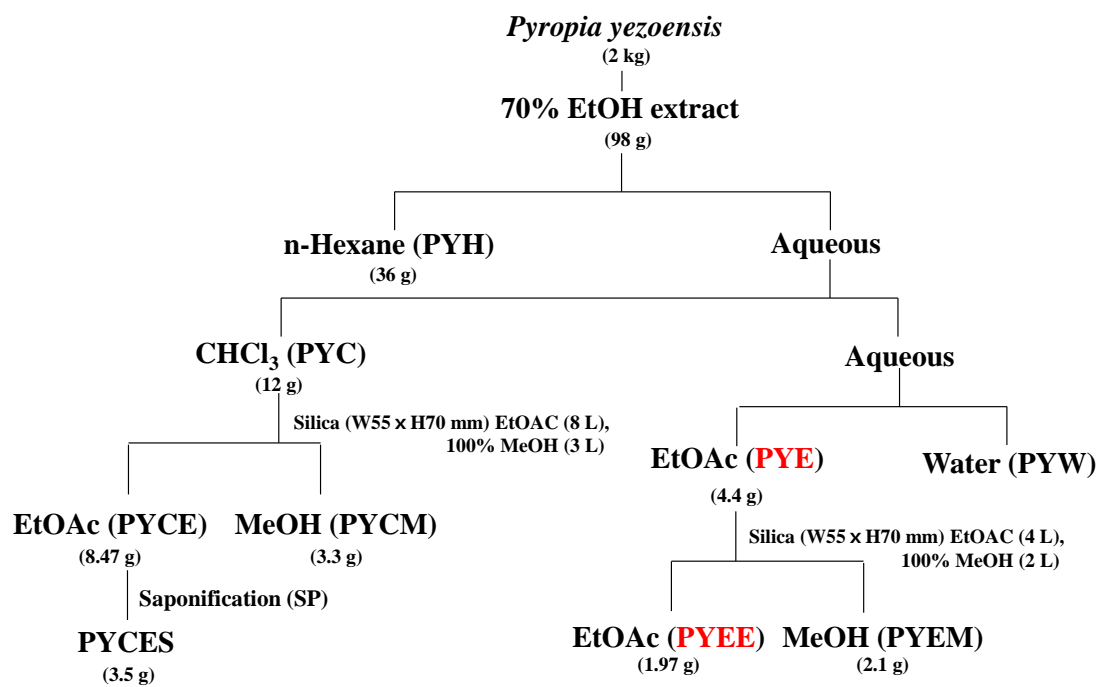 Pyropia yezoensis
(2 kg)
70% EtOH extract
(98 g)
n-Hexane (PYH)
(36 g)
Aqueous
CHCl₃ (PYC)
(12 g)
Aqueous
Silica (W55 x H70 mm) EtOAC (8 L),
100% MeOH (3 L)
EtOAc (PYE)
(4.4 g)
Water (PYW)
EtOAc (PYCE)
(8.47 g)
MeOH (PYCM)
(3.3 g)
Silica (W55 x H70 mm) EtOAC (4 L),
100% MeOH (2 L)
Saponification (SP)
PYCES
(3.5 g)
EtOAc (PYEE)
(1.97 g)
MeOH (PYEM)
(2.1 g)